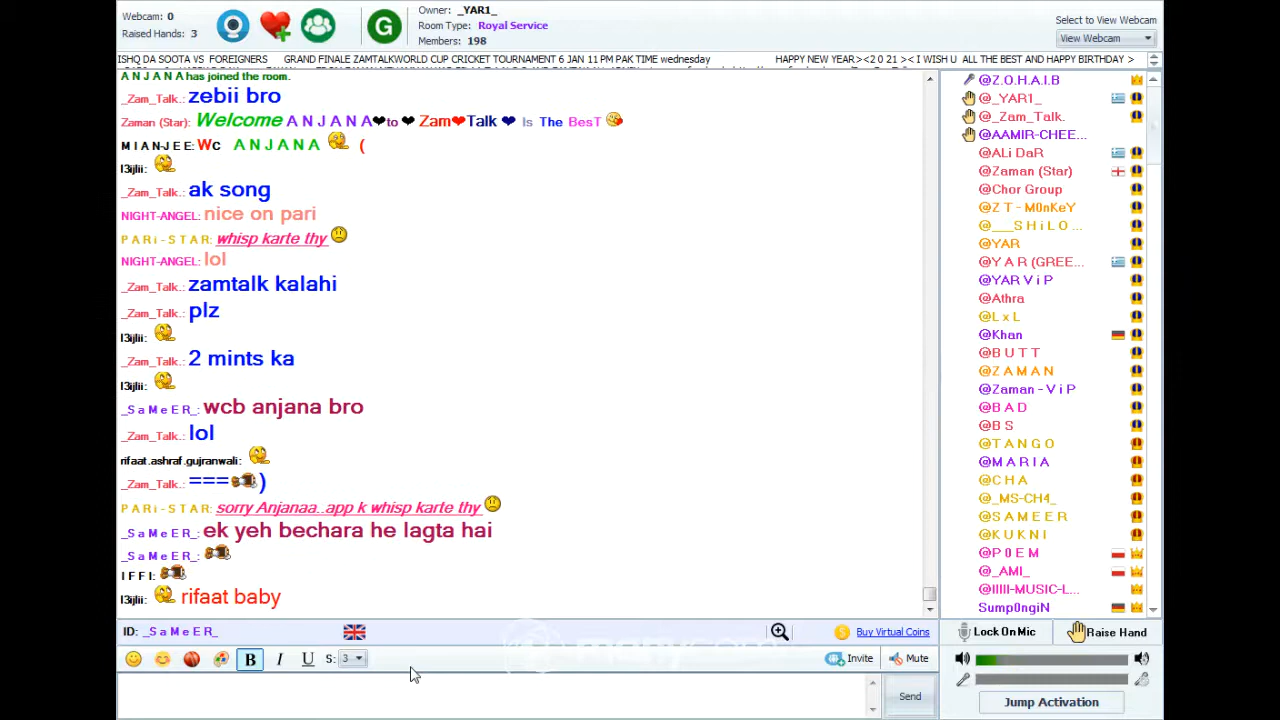 Webcam: 0
Raised Hands: 3
Owner: _YAR1_
Room Type: Royal Service
Members: 198
Select to View Webcam
View Webcam
ISHQ DA SOOTA VS FOREIGNERS GRAND FINALE ZAMTALKWORLD CUP CRICKET TOURNAMENT 6 JAN 11 PM PAK TIME wednesday HAPPY NEW YEAR><2 0 21 >< I WISH U ALL THE BEST AND HAPPY BIRTHDAY >
A N J A N A has joined the room.
_Zam_Talk.: zebii bro
Zaman (Star): Welcome A N J A N A❤to ❤ Zam❤Talk ❤ Is The BesT
M I A N-J E E: Wc A N J A N A (
l3ijlii:
_Zam_Talk.: ak song
NIGHT-ANGEL: nice on pari
P A R i - S T A R: whisp karte thy
NIGHT-ANGEL: lol
_Zam_Talk.: zamtalk kalahi
_Zam_Talk.: plz
l3ijlii:
_Zam_Talk.: 2 mints ka
l3ijlii:
_S a M e E R_: wcb anjana bro
_Zam_Talk.: lol
rifaat.ashraf.gujranwali:
_Zam_Talk.: === )
P A R i - S T A R: sorry Anjanaa..app k whisp karte thy
_S a M e E R_: ek yeh bechara he lagta hai
_S a M e E R_:
I F F I:
l3ijlii: rifaat baby
@Z.O.H.A.I.B
@_YAR1_
@_Zam_Talk.
@AAMIR-CHEE...
@ALi DaR
@Zaman (Star)
@Chor Group
@Z T - M0nKeY
@___S H i L O ...
@YAR
@Y A R (GREE...
@YAR V i P
@Athra
@L x L
@Khan
@B U T T
@Z A M A N
@Zaman - V i P
@B A D
@B S
@T A N G O
@M A R I A
@C H A
@_MS-CH4_
@S A M E E R
@K U K N I
@P 0 E M
@_AMI_
@IIIII-MUSIC-L...
Sump0ngiN
ID: _S a M e E R_
Buy Virtual Coins
Lock On Mic
Raise Hand
B I U S: 3
Invite
Mute
Send
Jump Activation